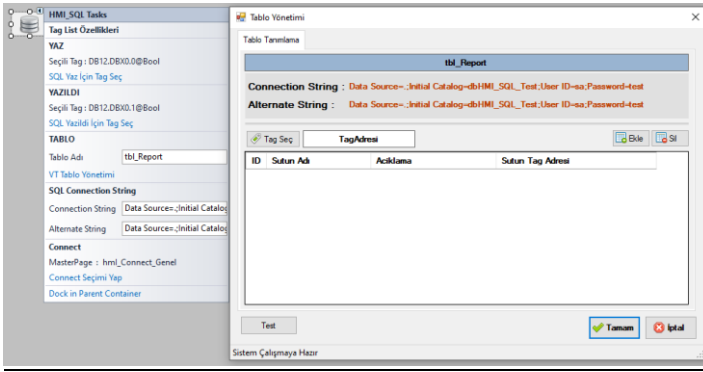 HMI_SQL Tasks
Tag List Özellikleri
YAZ
Seçili Tag : DB12.DBX0.0@Bool
SQL Yaz İçin Tag Seç
YAZILDI
Seçili Tag : DB12.DBX0.1@Bool
SQL Yazildi İçin Tag Seç
TABLO
Tablo Adı tbl_Report
VT Tablo Yönetimi
SQL Connection String
Connection String Data Source=.;Initial Catalog
Alternate String Data Source=.;Initial Catalog
Connect
MasterPage : hml_Connect_Genel
Connect Seçimi Yap
Dock in Parent Container
Tablo Yönetimi
Tablo Tanımlama
tbl_Report
Connection String : Data Source=.;Initial Catalog=dbHMI_SQL_Test;User ID=sa;Password=test
Alternate String : Data Source=.;Initial Catalog=dbHMI_SQL_Test;User ID=sa;Password=test
Tag Seç TagAdresi Ekle Sil
ID Sutun Adı Aciklama Sutun Tag Adresi
Test Tamam İptal
Sistem Çalışmaya Hazır